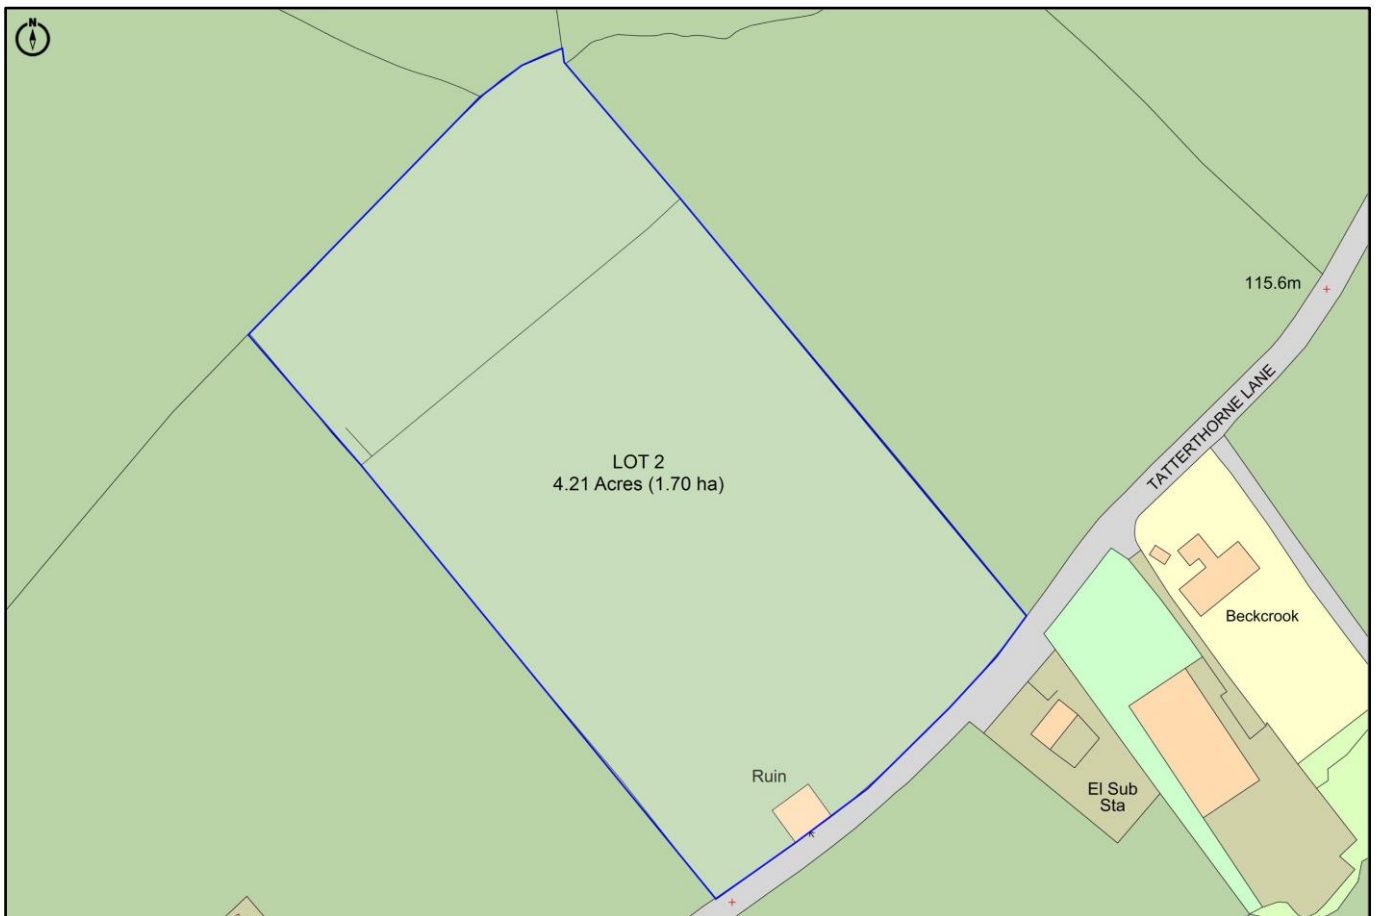 N
115.6m
TATTERTHORNE LANE
LOT 2
4.21 Acres (1.70 ha)
Beckcrook
Ruin
El Sub
Sta